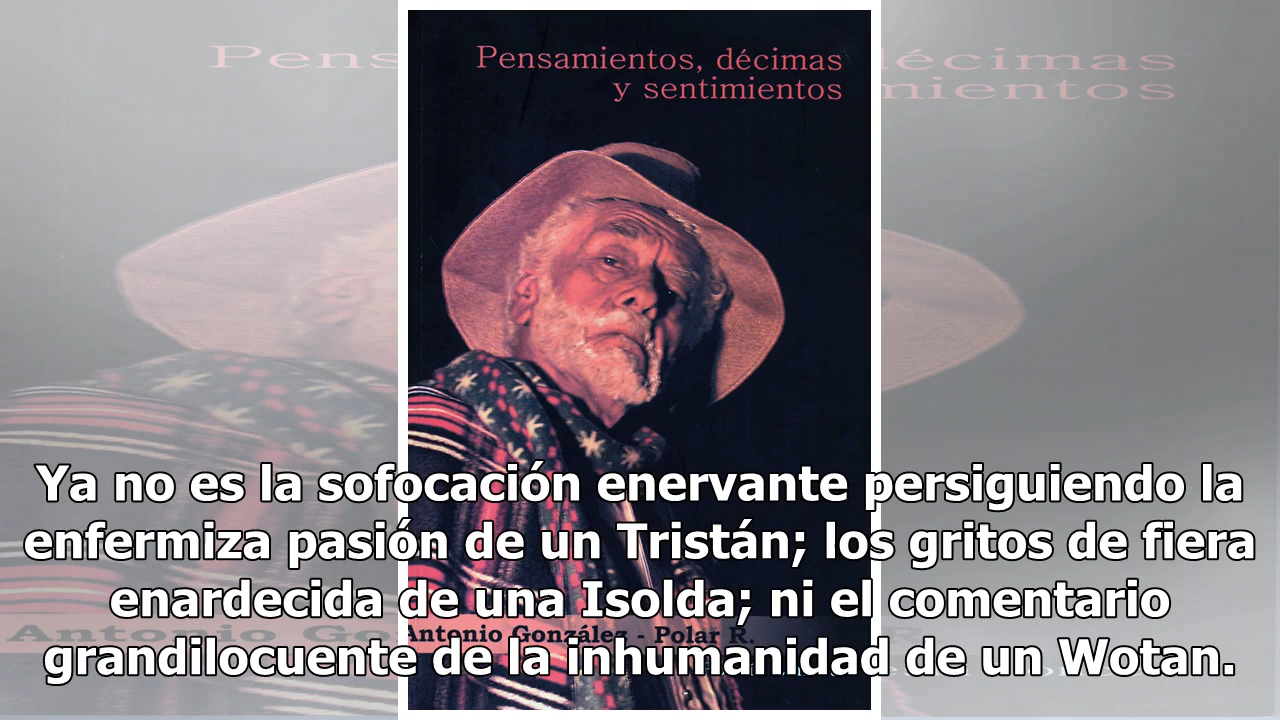 Pensamientos, décimas
y sentimientos
Ya no es la sofocación enervante persiguiendo la
enfermiza pasión de un Tristán; los gritos de fiera
enardecida de una Isolda; ni el comentario
Antonio González - Polar R.
grandilocuente de la inhumanidad de un Wotan.